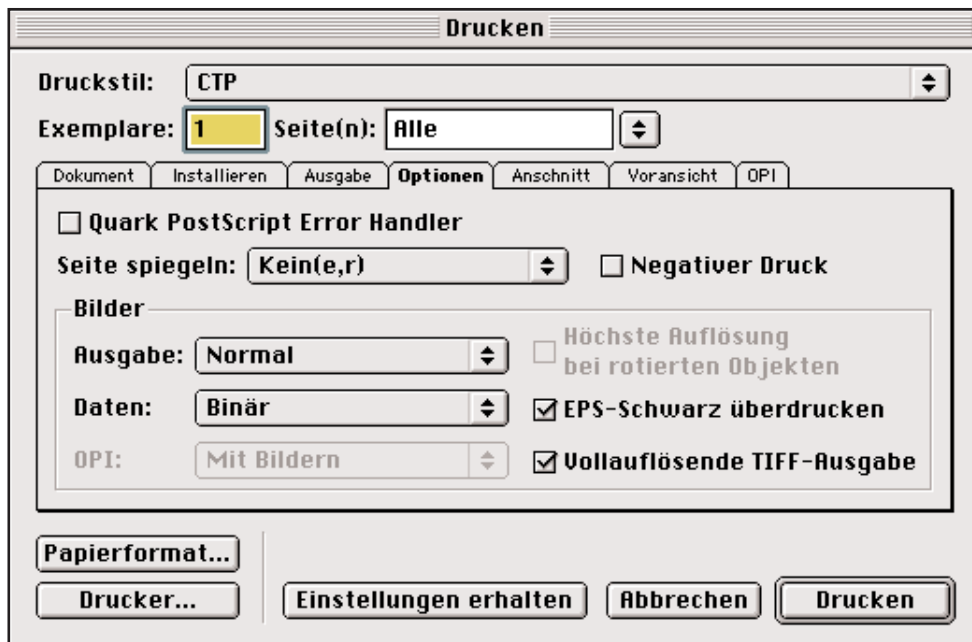 Drucken
Druckstil: CTP
Exemplare: 1 Seite(n): Alle
Dokument Installieren Ausgabe Optionen Anschnitt Voransicht OPI
Quark PostScript Error Handler
Seite spiegeln: Kein(e,r) Negativer Druck
Bilder
Ausgabe: Normal Höchste Auflösung
bei rotierten Objekten
Daten: Binär EPS-Schwarz überdrucken
OPI: Mit Bildern Vollauflösende TIFF-Ausgabe
Papierformat...
Drucker... Einstellungen erhalten Abbrechen Drucken